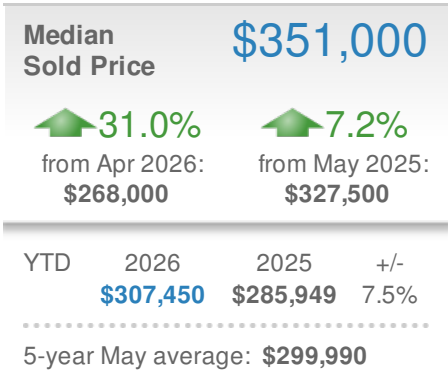 Median
Sold Price
$351,000
31.0%
7.2%
from Apr 2026:
from May 2025:
$268,000
$327,500
YTD 2026 2025 +/-
$307,450 $285,949 7.5%
5-year May average: $299,990